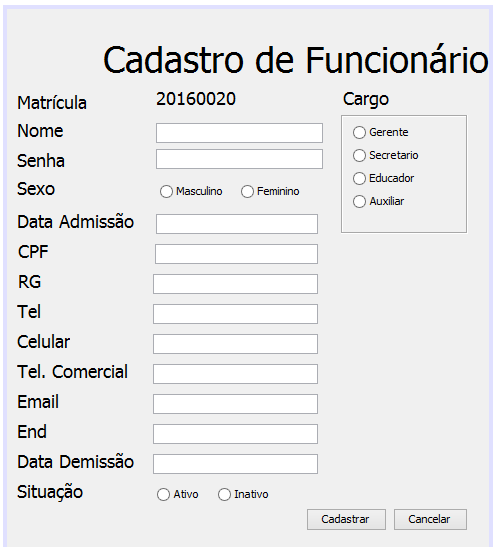 Cadastro de Funcionário
Matrícula 20160020 Cargo
Nome
Gerente
Senha
Secretario
Sexo Masculino Feminino
Educador
Auxiliar
Data Admissão
CPF
RG
Tel
Celular
Tel. Comercial
Email
End
Data Demissão
Situação Ativo Inativo
Cadastrar Cancelar